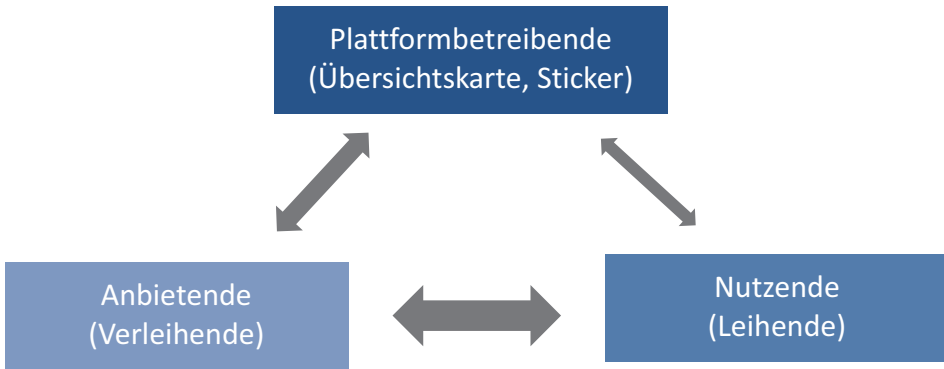 Plattformbetreibende
(Übersichtskarte, Sticker)
Anbietende
(Verleihende)
Nutzende
(Leihende)